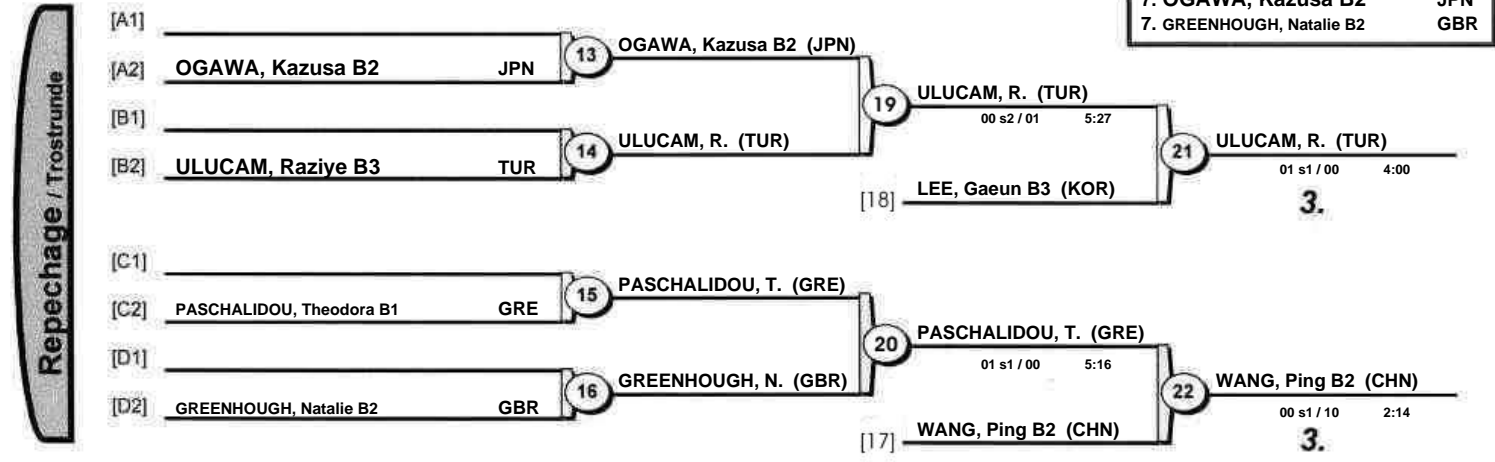 7. OGAWA, Kazusa B2 JPN
7. GREENHOUGH, Natalie B2 GBR
Repechage / Trostrunde
[A1]
[A2] OGAWA, Kazusa B2 JPN
13
OGAWA, Kazusa B2 (JPN)
[B1]
[B2] ULUCAM, Raziye B3 TUR
14
ULUCAM, R. (TUR)
19
ULUCAM, R. (TUR)
00 s2 / 01 5:27
[18] LEE, Gaeun B3 (KOR)
21
ULUCAM, R. (TUR)
01 s1 / 00 4:00
3.
[C1]
[C2] PASCHALIDOU, Theodora B1 GRE
15
PASCHALIDOU, T. (GRE)
[D1]
[D2] GREENHOUGH, Natalie B2 GBR
16
GREENHOUGH, N. (GBR)
20
PASCHALIDOU, T. (GRE)
01 s1 / 00 5:16
[17] WANG, Ping B2 (CHN)
22
WANG, Ping B2 (CHN)
00 s1 / 10 2:14
3.